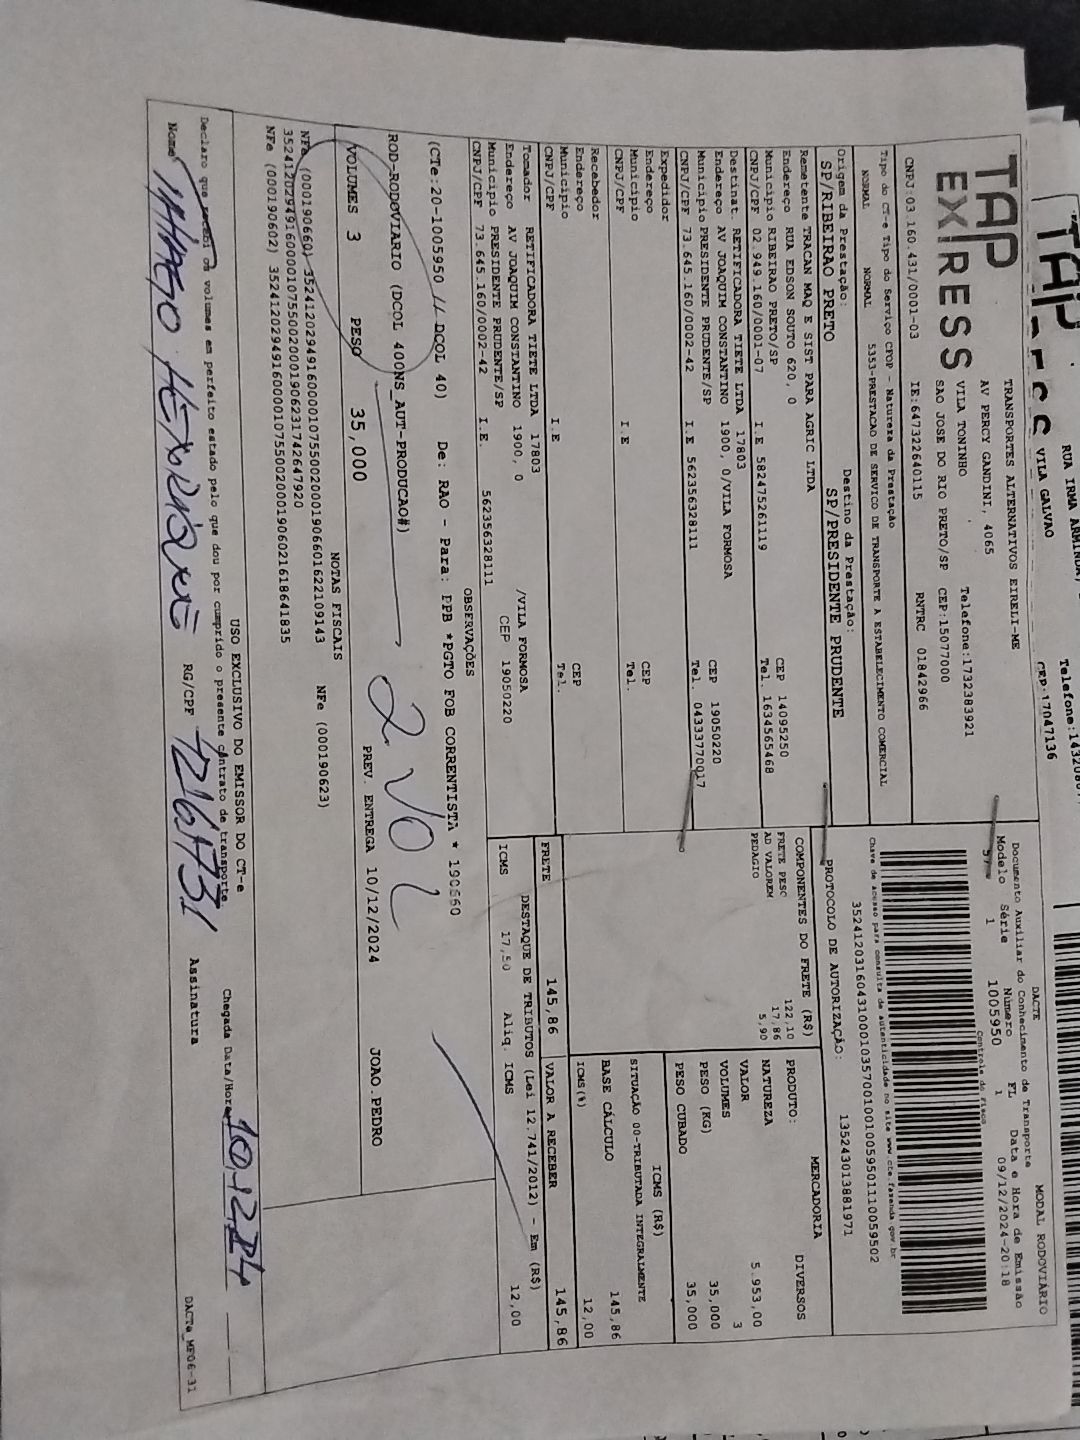 RUA IRMA ARMINDA,
Telefone:1432
TAP
VILA GALVAO
CEP:17047136
TAP
EXPRESS
TRANSPORTES ALTERNATIVOS EIRELI-ME
AV PERCY GANDINI, 4065
VILA TONINHO Telefone:1732383921
SAO JOSE DO RIO PRETO/SP CEP:15077000
CNPJ:03.160.431/0001-03 IE:647322640115 RNTRC 01842966
DACTE MODAL RODOVIÁRIO
Documento Auxiliar do Conhecimento de Transporte
Modelo Série Número FL Data e Hora de Emissão
57 1 1005950 1 09/12/2024-20:18
Controle do Fisco
Chave de acesso para consulta de autenticidade no site www.cte.fazenda.gov.br
35241203160431000103570010010059501110059502
Tipo do CT-e Tipo do Serviço CFOP - Natureza da Prestação
NORMAL NORMAL 5353-PRESTACAO DE SERVICO DE TRANSPORTE A ESTABELECIMENTO COMERCIAL
PROTOCOLO DE AUTORIZAÇÃO: 135243013881971
Origem da Prestação: Destino da Prestação:
SP/RIBEIRAO PRETO SP/PRESIDENTE PRUDENTE
Remetente TRACAN MAQ E SIST PARA AGRIC LTDA
Endereço RUA EDSON SOUTO 620, 0 CEP 14095250
Município RIBEIRAO PRETO/SP Tel. 1634565468
CNPJ/CPF 02.949.160/0001-07 I.E 582475261119
Destinat. RETIFICADORA TIETE LTDA 17803
Endereço AV JOAQUIM CONSTANTINO 1900, 0/VILA FORMOSA CEP 19050220
Município PRESIDENTE PRUDENTE/SP Tel. 04333770017
CNPJ/CPF 73.645.160/0002-42 I.E 562356328111
Expedidor
Endereço CEP
Município Tel.
CNPJ/CPF I.E
Recebedor
Endereço CEP
Município Tel.
CNPJ/CPF I.E
Tomador RETIFICADORA TIETE LTDA 17803
Endereço AV JOAQUIM CONSTANTINO 1900, 0 /VILA FORMOSA
Município PRESIDENTE PRUDENTE/SP CEP 19050220
CNPJ/CPF 73.645.160/0002-42 I.E. 562356328111
COMPONENTES DO FRETE (R$)
FRETE PESO 122,10
AD VALOREM 17,86
PEDAGIO 5,90
MERCADORIA
PRODUTO: DIVERSOS
NATUREZA
VALOR 5.953,00
VOLUMES 3
PESO (KG) 35,000
PESO CUBADO 35,000
ICMS (R$)
SITUAÇÃO 00-TRIBUTADA INTEGRALMENTE
BASE CÁLCULO 145,86
ICMS(%) 12,00
FRETE 145,86 VALOR A RECEBER 145,86
DESTAQUE DE TRIBUTOS (Lei 12.741/2012) - Em (R$)
ICMS 17,50 Aliq. ICMS 12,00
OBSERVAÇÕES
(CTe:20-1005950 // DCOL 40) De: RAO - Para: PPB *PGTO FOB CORRENTISTA * 190660
ROD-RODOVIARIO (DCOL 400NS_AUT-PRODUCAO#)
2 VOL
VOLUMES 3 PESO 35,000 PREV. ENTREGA 10/12/2024 JOAO.PEDRO
NOTAS FISCAIS
NFe (000190660) 35241202949160000107550020001906601622109143 NFe (000190623)
35241202949160000107550020001906231742647920
NFe (000190602) 35241202949160000107550020001906021618641835
USO EXCLUSIVO DO EMISSOR DO CT-e
Declaro que recebi os volumes em perfeito estado pelo que dou por cumprido o presente contrato de transporte
Chegada Data/Hora 10 12 24
Nome THIAGO HENRIQUE RG/CPF Assinatura
DACTe_MF06-31